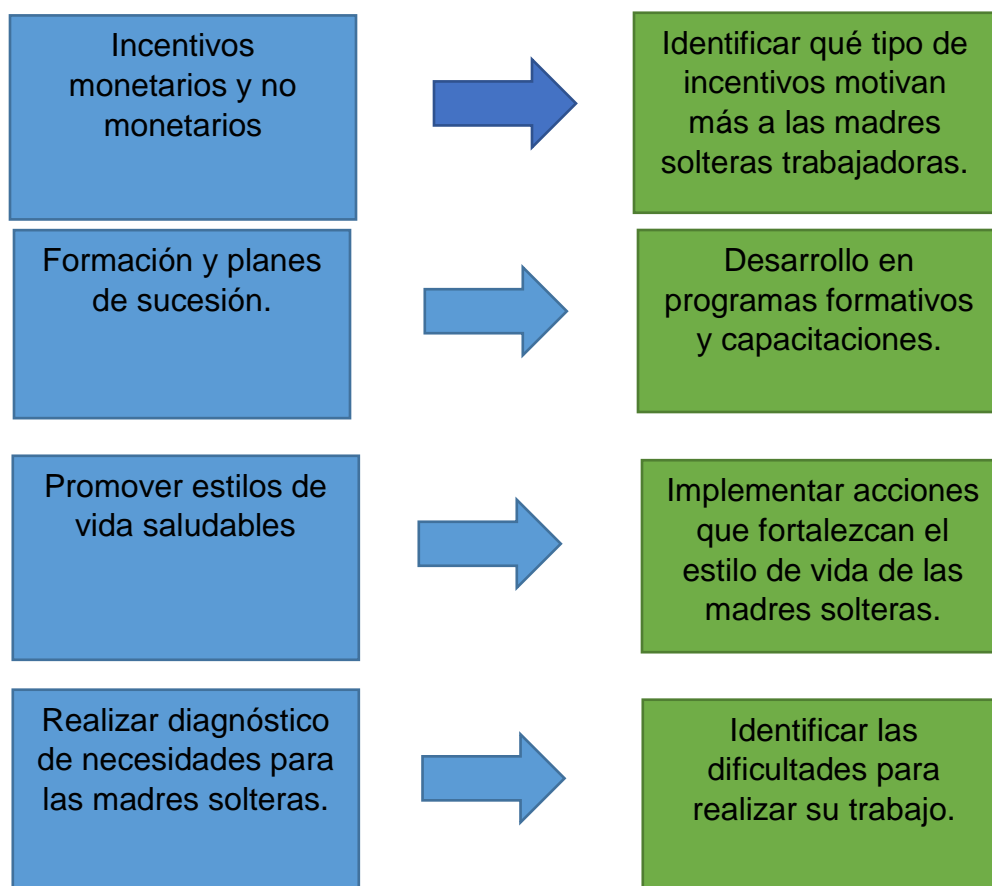 Incentivos
monetarios y no
monetarios
Identificar qué tipo de
incentivos motivan
más a las madres
solteras trabajadoras.
Formación y planes
de sucesión.
Desarrollo en
programas formativos
y capacitaciones.
Promover estilos de
vida saludables
Implementar acciones
que fortalezcan el
estilo de vida de las
madres solteras.
Realizar diagnóstico
de necesidades para
las madres solteras.
Identificar las
dificultades para
realizar su trabajo.